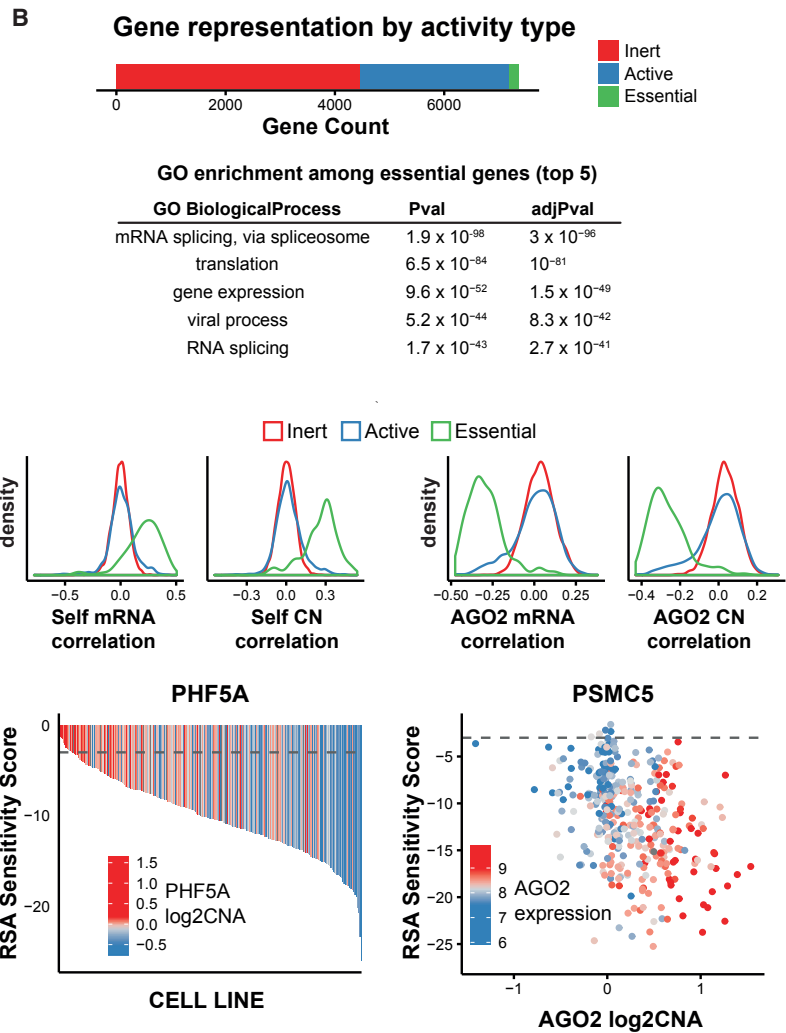 B
Gene representation by activity type
Inert
Active
Essential
0 2000 4000 6000
Gene Count
GO enrichment among essential genes (top 5)
GO BiologicalProcess Pval adjPval
mRNA splicing, via spliceosome 1.9 x 10⁻⁹⁸ 3 x 10⁻⁹⁶
translation 6.5 x 10⁻⁸⁴ 10⁻⁸¹
gene expression 9.6 x 10⁻⁵² 1.5 x 10⁻⁴⁹
viral process 5.2 x 10⁻⁴⁴ 8.3 x 10⁻⁴²
RNA splicing 1.7 x 10⁻⁴³ 2.7 x 10⁻⁴¹
Inert Active Essential
density
−0.5 0.0 0.5
Self mRNA
correlation
−0.3 0.0 0.3
Self CN
correlation
density
−0.50 −0.25 0.00 0.25
AGO2 mRNA
correlation
−0.4 −0.2 0.0 0.2
AGO2 CN
correlation
PHF5A
RSA Sensitivity Score
0
−10
−20
1.5
1.0
0.5
0.0
−0.5
PHF5A
log2CNA
CELL LINE
PSMC5
RSA Sensitivity Score
−5
−10
−15
−20
−25
9
8
7
6
AGO2
expression
−1 0 1
AGO2 log2CNA